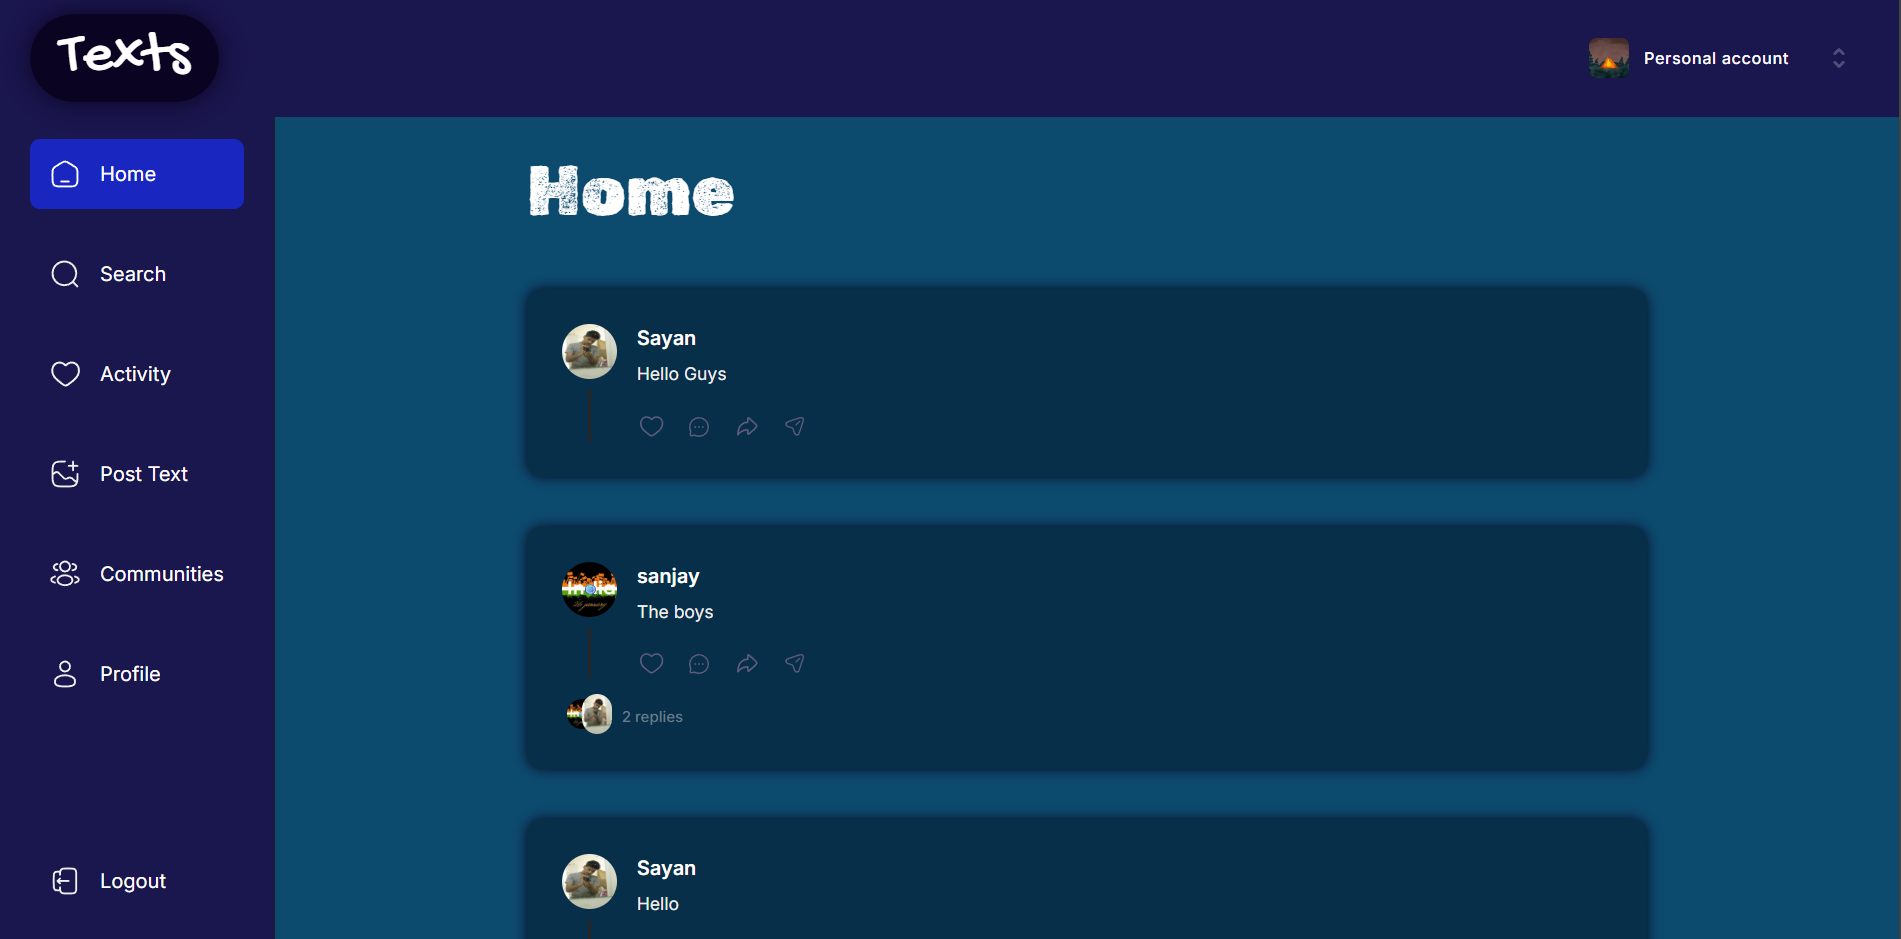 Texts
Personal account
Home
Search
Activity
Post Text
Communities
Profile
Logout
Home
Sayan
Hello Guys
sanjay
The boys
2 replies
Sayan
Hello